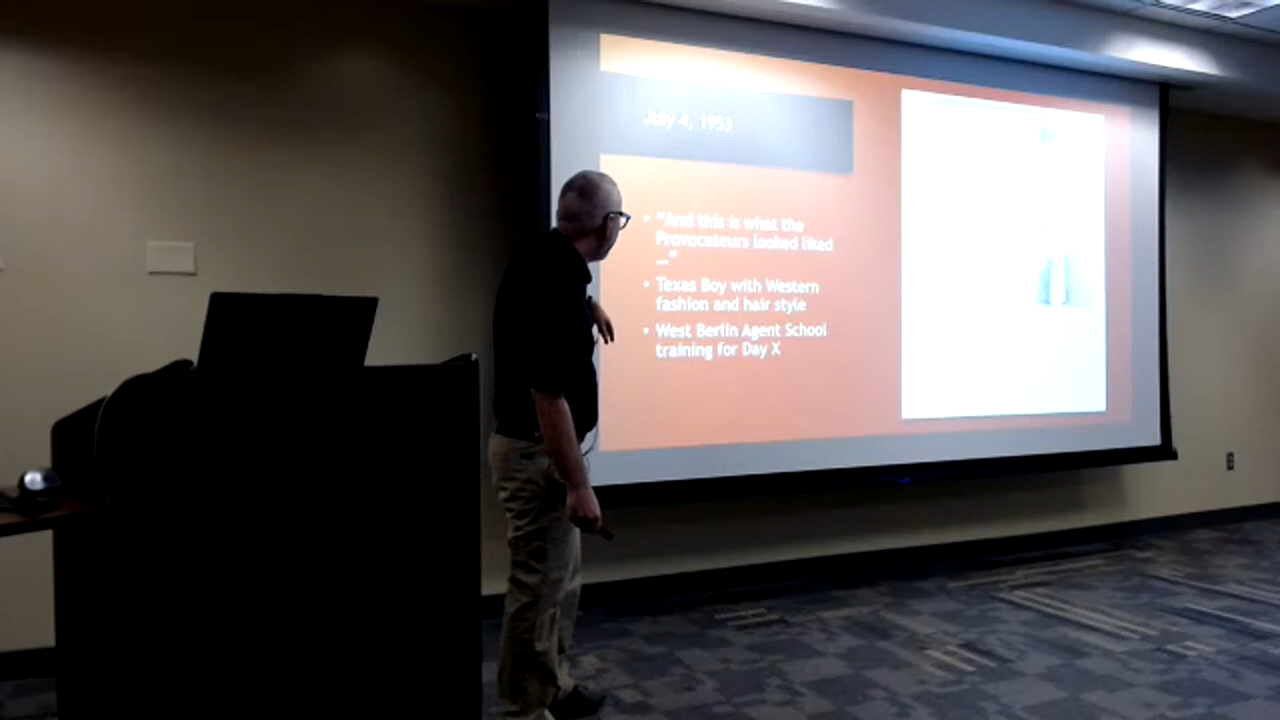 July 4, 1953
• "And this is what the
Provocateurs looked liked
…"
• Texas Boy with Western
fashion and hair style
• West Berlin Agent School
training for Day X